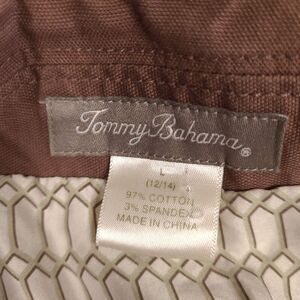 Tommy Bahama®
L
(12/14)
97% COTTON
3% SPANDEX
MADE IN CHINA